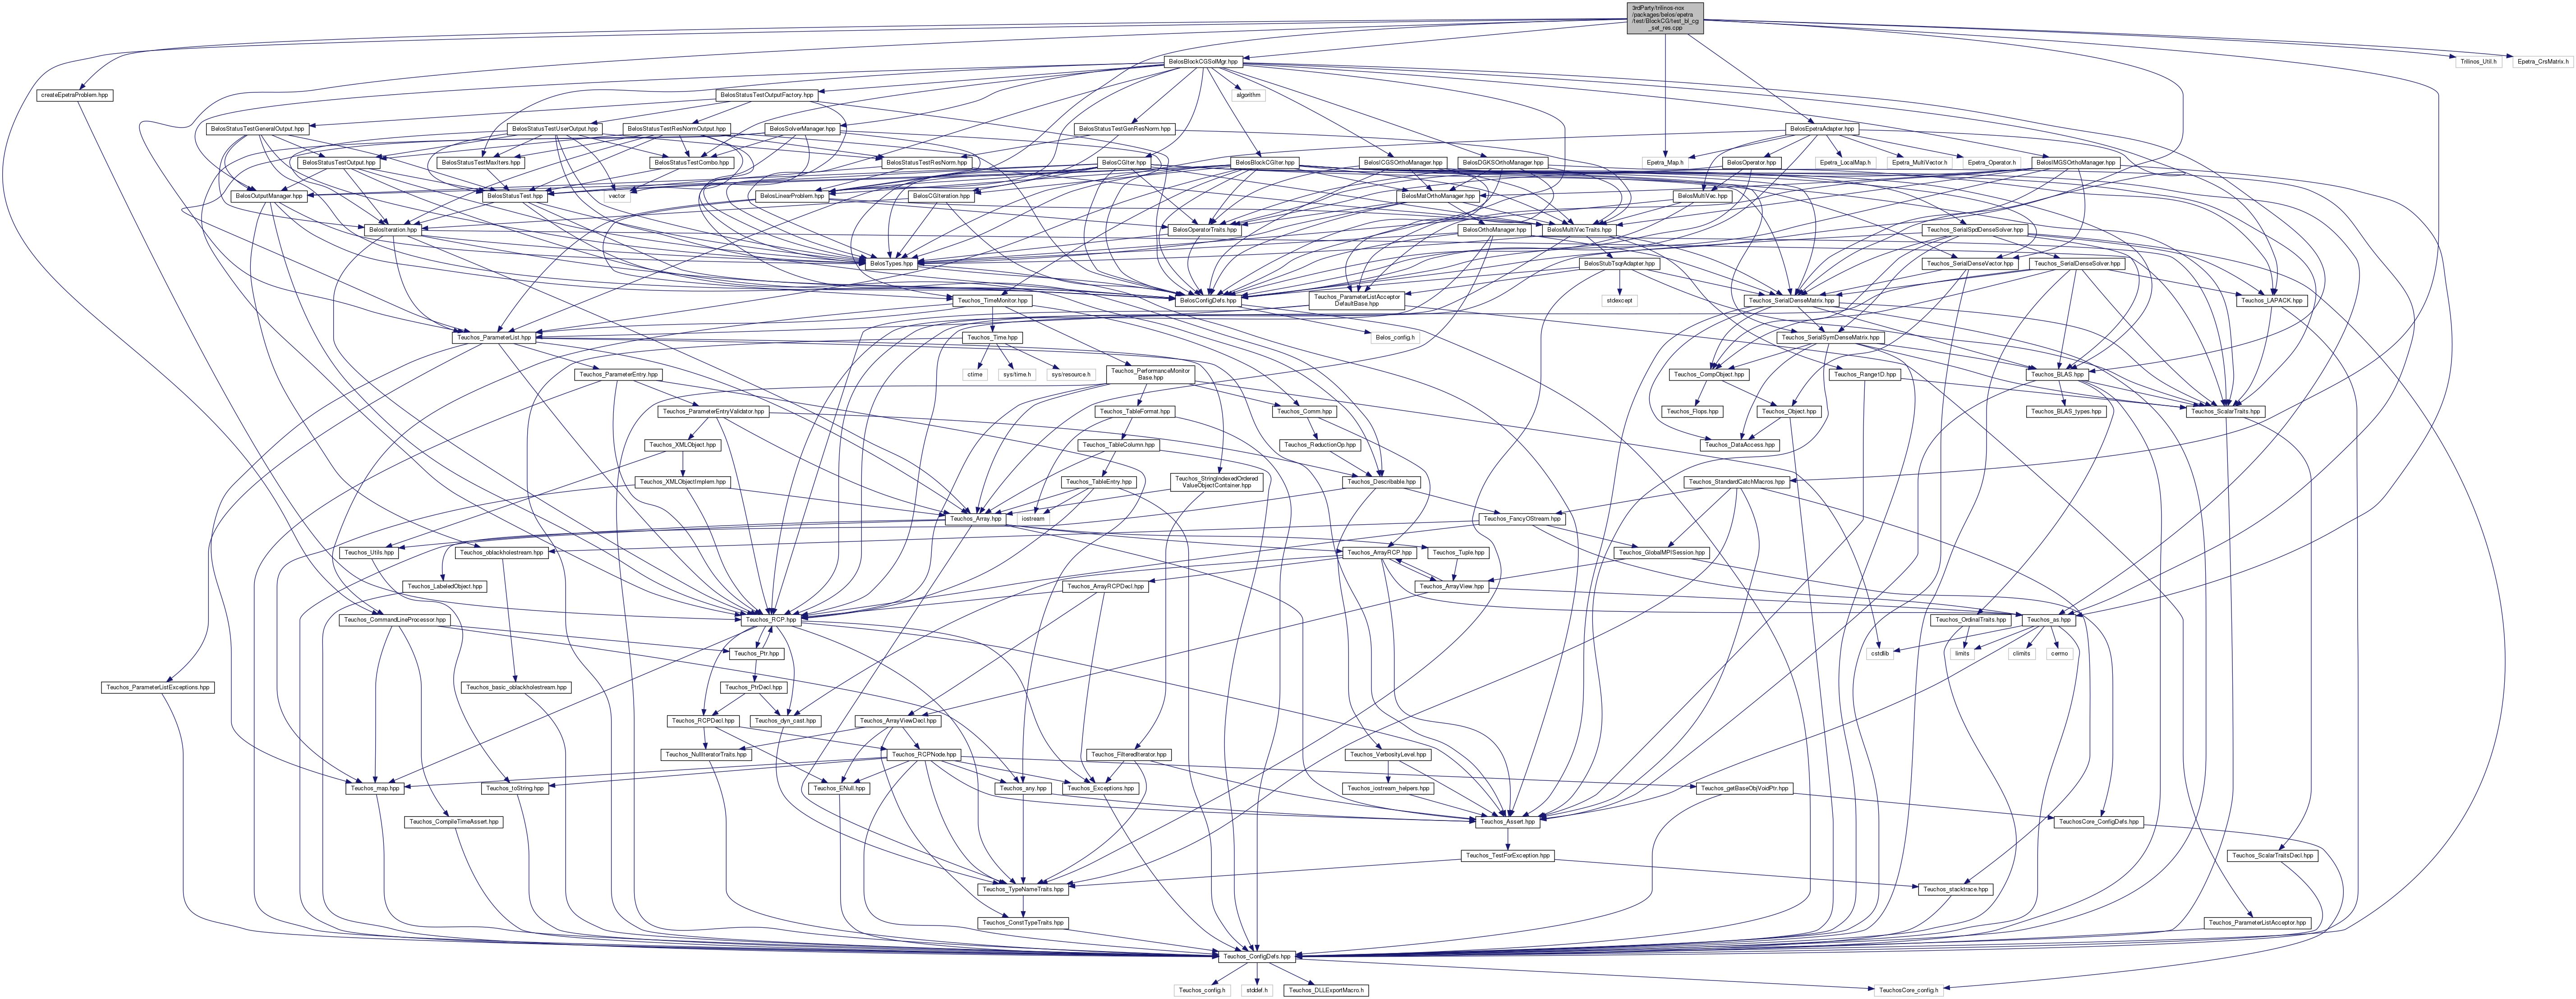 3rdParty/trilinos-nox
/packages/belos/epetra
/test/BlockCG/test_bl_cg
_set_res.cpp
BelosBlockCGSolMgr.hpp
Trilinos_Util.h
Epetra_CrsMatrix.h
createEpetraProblem.hpp
BelosStatusTestOutputFactory.hpp
algorithm
BelosStatusTestGeneralOutput.hpp
BelosStatusTestUserOutput.hpp
BelosStatusTestResNormOutput.hpp
BelosSolverManager.hpp
BelosStatusTestGenResNorm.hpp
BelosEpetraAdapter.hpp
BelosStatusTestOutput.hpp
BelosStatusTestMaxIters.hpp
BelosStatusTestCombo.hpp
BelosStatusTestResNorm.hpp
BelosCGIter.hpp
BelosBlockCGIter.hpp
BelosICGSOrthoManager.hpp
BelosDGKSOrthoManager.hpp
Epetra_Map.h
BelosOperator.hpp
Epetra_LocalMap.h
Epetra_MultiVector.h
Epetra_Operator.h
BelosIMGSOrthoManager.hpp
BelosOutputManager.hpp
BelosStatusTest.hpp
vector
BelosLinearProblem.hpp
BelosCGIteration.hpp
BelosMatOrthoManager.hpp
BelosMultiVec.hpp
BelosIteration.hpp
BelosOperatorTraits.hpp
BelosOrthoManager.hpp
BelosMultiVecTraits.hpp
Teuchos_SerialSpdDenseSolver.hpp
BelosTypes.hpp
BelosStubTsqrAdapter.hpp
Teuchos_SerialDenseVector.hpp
Teuchos_SerialDenseSolver.hpp
Teuchos_TimeMonitor.hpp
BelosConfigDefs.hpp
Teuchos_ParameterListAcceptor
DefaultBase.hpp
stdexcept
Teuchos_SerialDenseMatrix.hpp
Teuchos_LAPACK.hpp
Teuchos_ParameterList.hpp
Teuchos_Time.hpp
Belos_config.h
Teuchos_SerialSymDenseMatrix.hpp
Teuchos_ParameterEntry.hpp
ctime
sys/time.h
sys/resource.h
Teuchos_PerformanceMonitor
Base.hpp
Teuchos_CompObject.hpp
Teuchos_Range1D.hpp
Teuchos_BLAS.hpp
Teuchos_ParameterEntryValidator.hpp
Teuchos_TableFormat.hpp
Teuchos_Comm.hpp
Teuchos_Flops.hpp
Teuchos_Object.hpp
Teuchos_BLAS_types.hpp
Teuchos_ScalarTraits.hpp
Teuchos_XMLObject.hpp
Teuchos_TableColumn.hpp
Teuchos_ReductionOp.hpp
Teuchos_DataAccess.hpp
Teuchos_XMLObjectImplem.hpp
Teuchos_TableEntry.hpp
Teuchos_StringIndexedOrdered
ValueObjectContainer.hpp
Teuchos_Describable.hpp
Teuchos_StandardCatchMacros.hpp
Teuchos_Array.hpp
iostream
Teuchos_FancyOStream.hpp
Teuchos_Utils.hpp
Teuchos_oblackholestream.hpp
Teuchos_ArrayRCP.hpp
Teuchos_Tuple.hpp
Teuchos_GlobalMPISession.hpp
Teuchos_LabeledObject.hpp
Teuchos_ArrayRCPDecl.hpp
Teuchos_ArrayView.hpp
Teuchos_CommandLineProcessor.hpp
Teuchos_RCP.hpp
Teuchos_OrdinalTraits.hpp
Teuchos_as.hpp
Teuchos_Ptr.hpp
cstdlib
limits
climits
cerrno
Teuchos_ParameterListExceptions.hpp
Teuchos_basic_oblackholestream.hpp
Teuchos_PtrDecl.hpp
Teuchos_RCPDecl.hpp
Teuchos_dyn_cast.hpp
Teuchos_ArrayViewDecl.hpp
Teuchos_NullIteratorTraits.hpp
Teuchos_RCPNode.hpp
Teuchos_FilteredIterator.hpp
Teuchos_VerbosityLevel.hpp
Teuchos_map.hpp
Teuchos_toString.hpp
Teuchos_ENull.hpp
Teuchos_any.hpp
Teuchos_Exceptions.hpp
Teuchos_iostream_helpers.hpp
Teuchos_getBaseObjVoidPtr.hpp
Teuchos_CompileTimeAssert.hpp
Teuchos_Assert.hpp
TeuchosCore_ConfigDefs.hpp
Teuchos_TestForException.hpp
Teuchos_ScalarTraitsDecl.hpp
Teuchos_TypeNameTraits.hpp
Teuchos_stacktrace.hpp
Teuchos_ConstTypeTraits.hpp
Teuchos_ParameterListAcceptor.hpp
Teuchos_ConfigDefs.hpp
Teuchos_config.h
stddef.h
Teuchos_DLLExportMacro.h
TeuchosCore_config.h